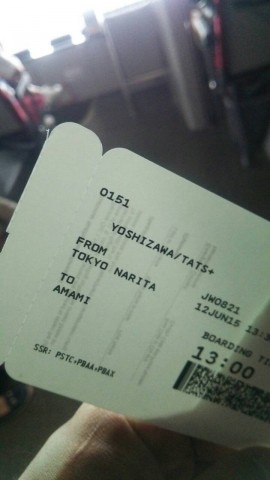 0151
YOSHIZAWA/TATS+
FROM
TOKYO NARITA
TO
AMAMI
SSR: PSTC,PBAA,PBAX
JW0821
12JUN15
BOARDING
13:00